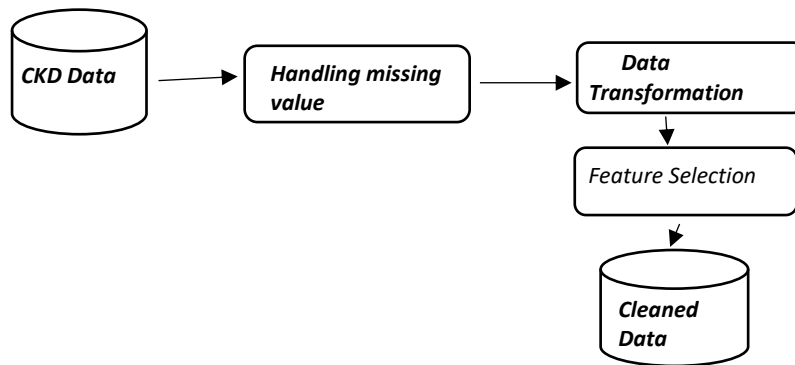 CKD Data
Handling missing
value
Data
Transformation
Feature Selection
Cleaned
Data